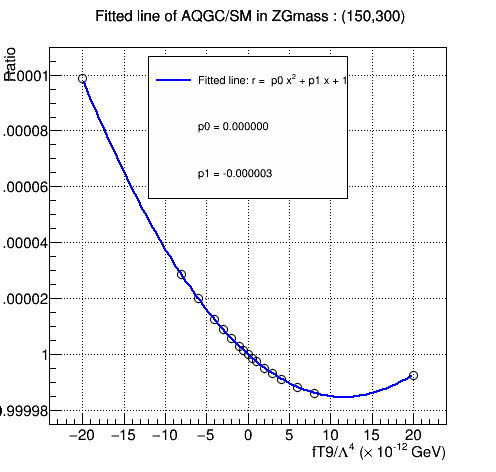 Fitted line of AQGC/SM in ZGmass : (150,300)
Ratio
.0001
.00008
.00006
.00004
.00002
1
0.99998
Fitted line: r = p0 x² + p1 x + 1
p0 = 0.000000
p1 = -0.000003
−20 −15 −10 −5 0 5 10 15 20
fT9/Λ⁴ (× 10⁻¹² GeV)